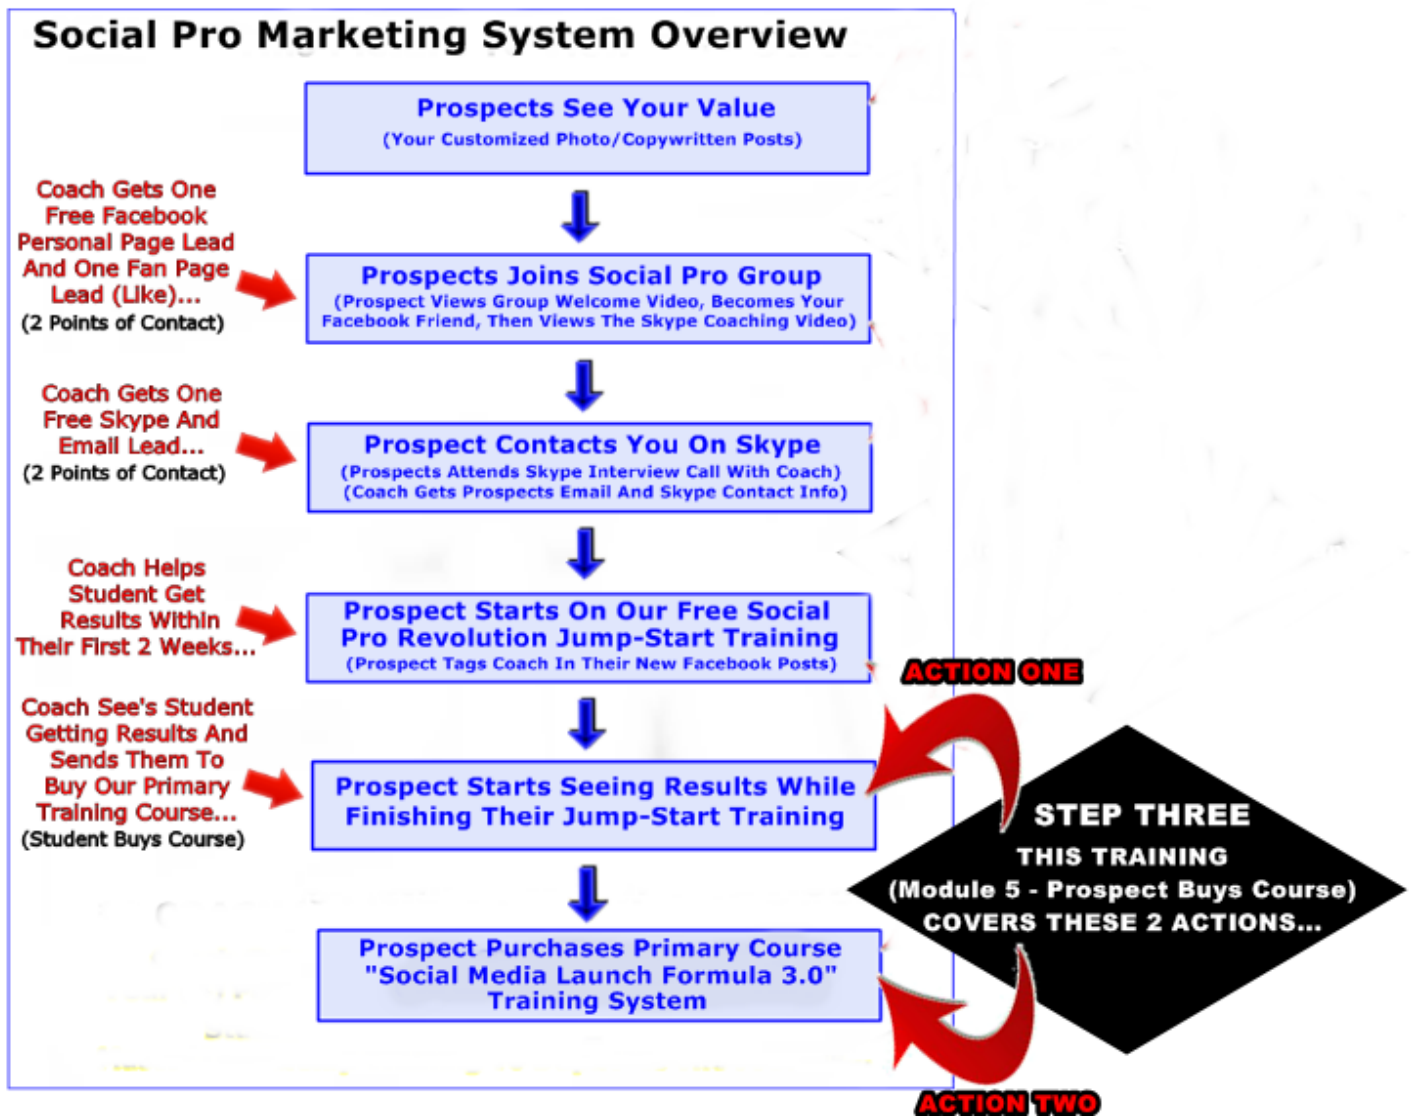 Social Pro Marketing System Overview
Prospects See Your Value
(Your Customized Photo/Copywritten Posts)
Coach Gets One
Free Facebook
Personal Page Lead
And One Fan Page
Lead (Like)...
(2 Points of Contact)
Prospects Joins Social Pro Group
(Prospect Views Group Welcome Video, Becomes Your
Facebook Friend, Then Views The Skype Coaching Video)
Coach Gets One
Free Skype And
Email Lead...
(2 Points of Contact)
Prospect Contacts You On Skype
(Prospects Attends Skype Interview Call With Coach)
(Coach Gets Prospects Email And Skype Contact Info)
Coach Helps
Student Get
Results Within
Their First 2 Weeks...
Prospect Starts On Our Free Social
Pro Revolution Jump-Start Training
(Prospect Tags Coach In Their New Facebook Posts)
Coach See's Student
Getting Results And
Sends Them To
Buy Our Primary
Training Course...
(Student Buys Course)
Prospect Starts Seeing Results While
Finishing Their Jump-Start Training
Prospect Purchases Primary Course
"Social Media Launch Formula 3.0"
Training System
ACTION ONE
STEP THREE
THIS TRAINING
(Module 5 - Prospect Buys Course)
COVERS THESE 2 ACTIONS...
ACTION TWO